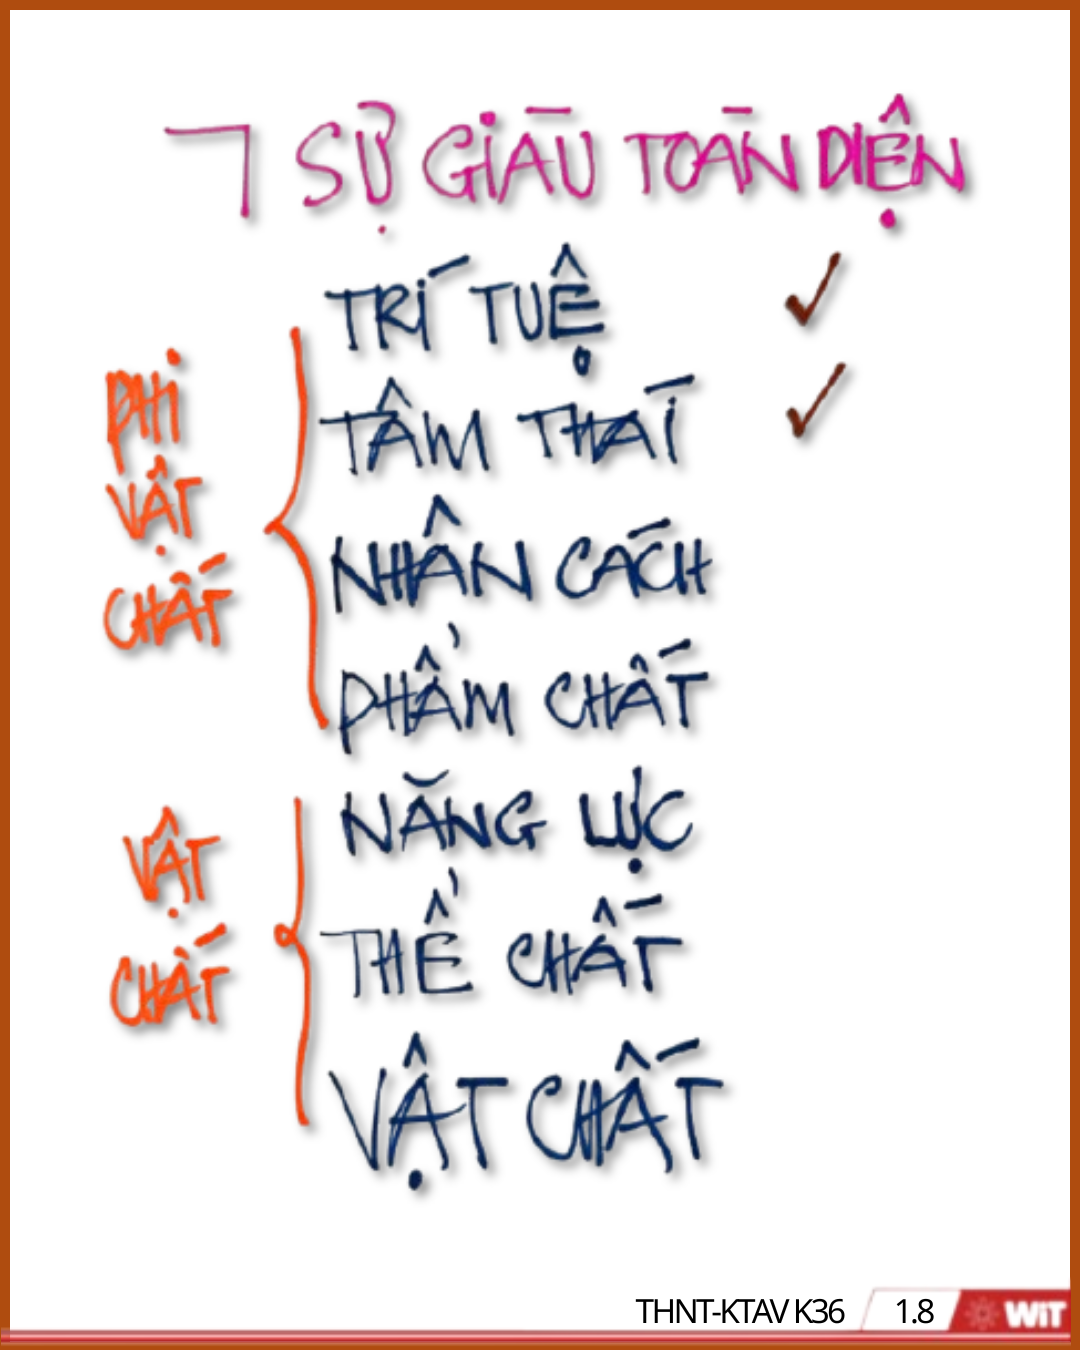 7 SỰ GIÀU TOÀN DIỆN
TRÍ TUỆ ✓
TÂM THÁI ✓
NHÂN CÁCH
PHẨM CHẤT
PHI
VẬT
CHẤT
NĂNG LỰC
THỂ CHẤT
VẬT CHẤT
VẬT
CHẤT
THNT-KTAV K36 1.8 WiT